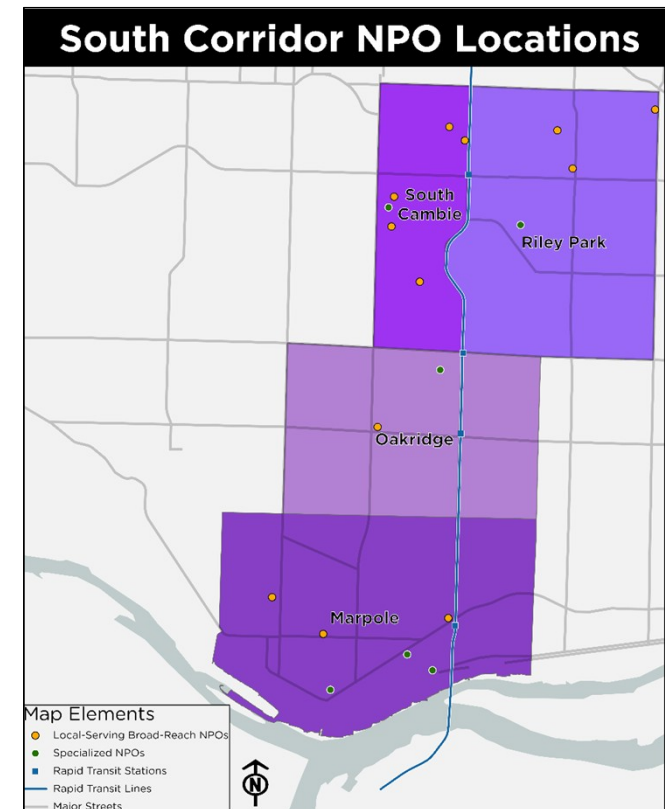 South Corridor NPO Locations
South
Cambie
Riley Park
Oakridge
Marpole
Map Elements
Local-Serving Broad-Reach NPOs
Specialized NPOs
Rapid Transit Stations
Rapid Transit Lines
Major Streets
N